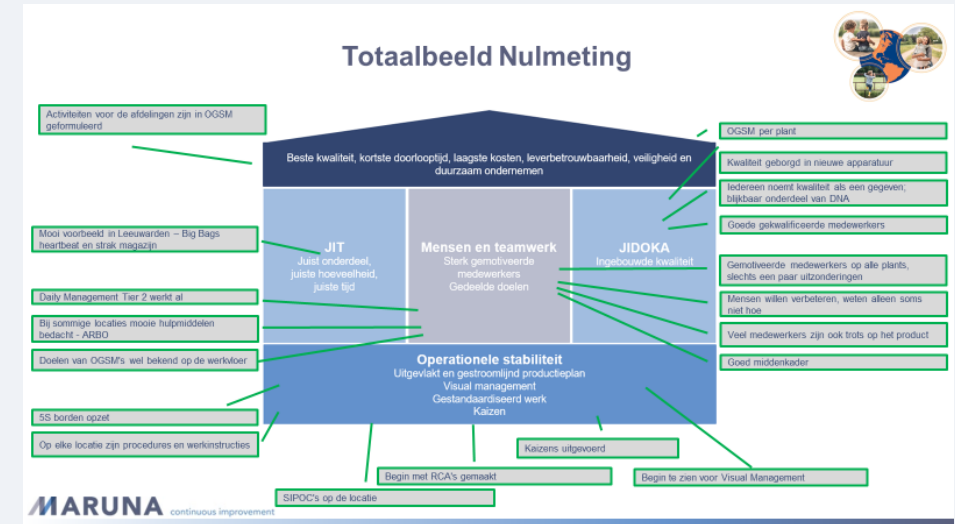 Totaalbeeld Nulmeting
Activiteiten voor de afdelingen zijn in OGSM
geformuleerd
Beste kwaliteit, kortste doorlooptijd, laagste kosten, leverbetrouwbaarheid, veiligheid en
duurzaam ondernemen
OGSM per plant
Kwaliteit geborgd in nieuwe apparatuur
Iedereen noemt kwaliteit als een gegeven;
blijkbaar onderdeel van DNA
Goede gekwalificeerde medewerkers
Mooi voorbeeld in Leeuwarden – Big Bags
heartbeat en strak magazijn
JIT
Juist onderdeel,
juiste hoeveelheid,
juiste tijd
Mensen en teamwerk
Sterk gemotiveerde
medewerkers
Gedeelde doelen
JIDOKA
Ingebouwde kwaliteit
Gemotiveerde medewerkers op alle plants,
slechts een paar uitzonderingen
Mensen willen verbeteren, weten alleen soms
niet hoe
Veel medewerkers zijn ook trots op het product
Goed middenkader
Daily Management Tier 2 werkt al
Bij sommige locaties mooie hulpmiddelen
bedacht - ARBO
Doelen van OGSM's wel bekend op de werkvloer
Operationele stabiliteit
Uitgevlakt en gestroomlijnd productieplan
Visual management
Gestandaardiseerd werk
Kaizen
5S borden opzet
Op elke locatie zijn procedures en werkinstructies
Kaizens uitgevoerd
Begin met RCA's gemaakt
Begin te zien voor Visual Management
SIPOC's op de locatie
MARUNA continuous improvement